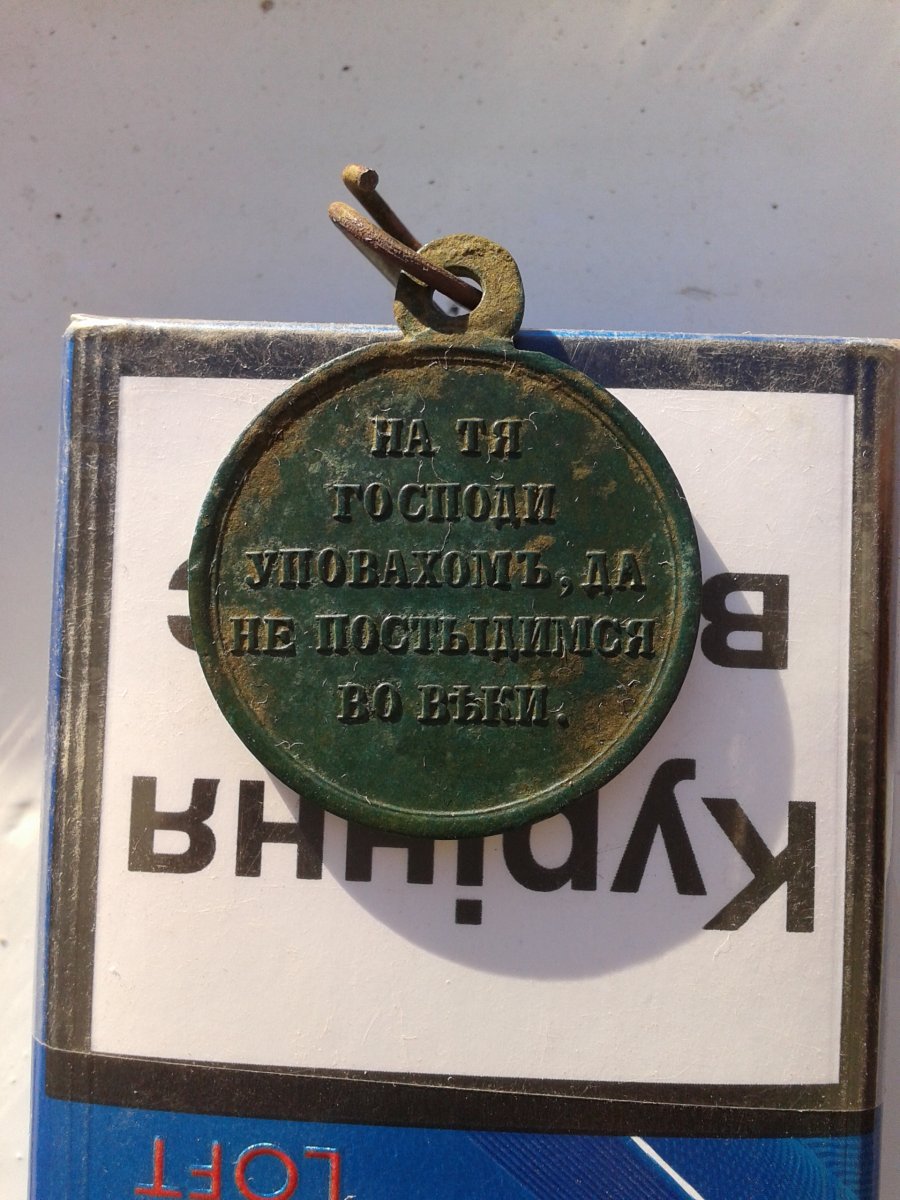 НА ТЯ
ГОСПОДИ
УПОВАХОМЪ, ДА
НЕ ПОСТЫДИМСЯ
ВО ВѢКИ.
Куріння
LOFT